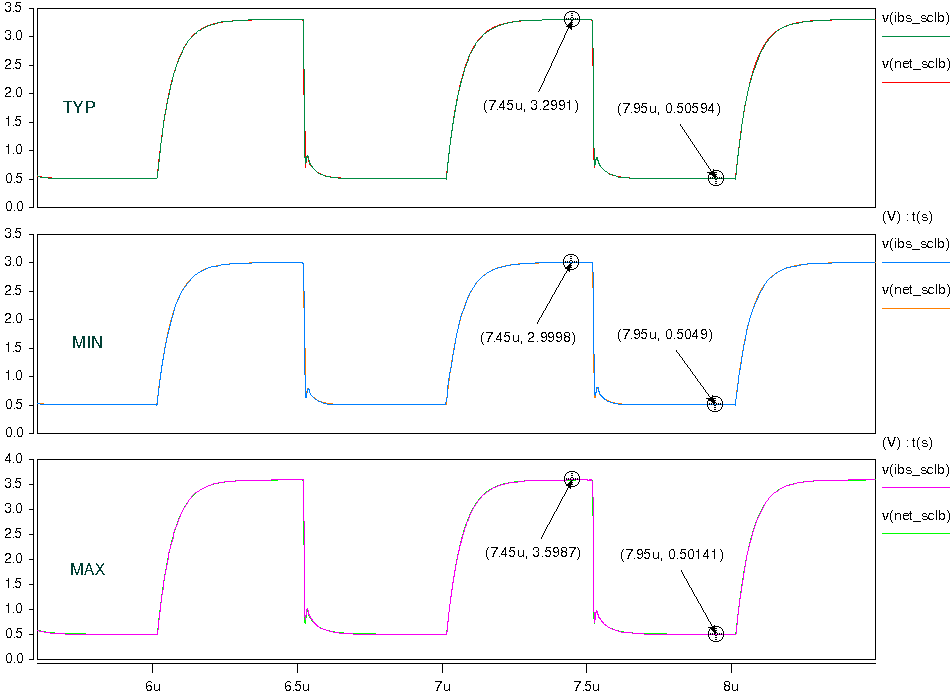 3.5
v(ibs_sclb)
3.0
2.5
v(net_sclb)
2.0
TYP
(7.45u, 3.2991)
(7.95u, 0.50594)
1.5
1.0
0.5
0.0
(V) : t(s)
3.5
v(ibs_sclb)
3.0
2.5
v(net_sclb)
2.0
MIN
(7.45u, 2.9998)
(7.95u, 0.5049)
1.5
1.0
0.5
0.0
(V) : t(s)
4.0
v(ibs_sclb)
3.5
3.0
v(net_sclb)
2.5
2.0
MAX
(7.45u, 3.5987)
(7.95u, 0.50141)
1.5
1.0
0.5
0.0
6u 6.5u 7u 7.5u 8u